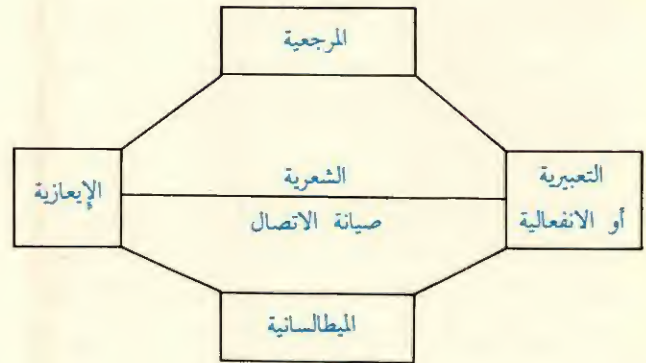 المرجعية
التعبيرية
أو الانفعالية
الشعرية
صيانة الاتصال
الإيعازية
الميطالسانية